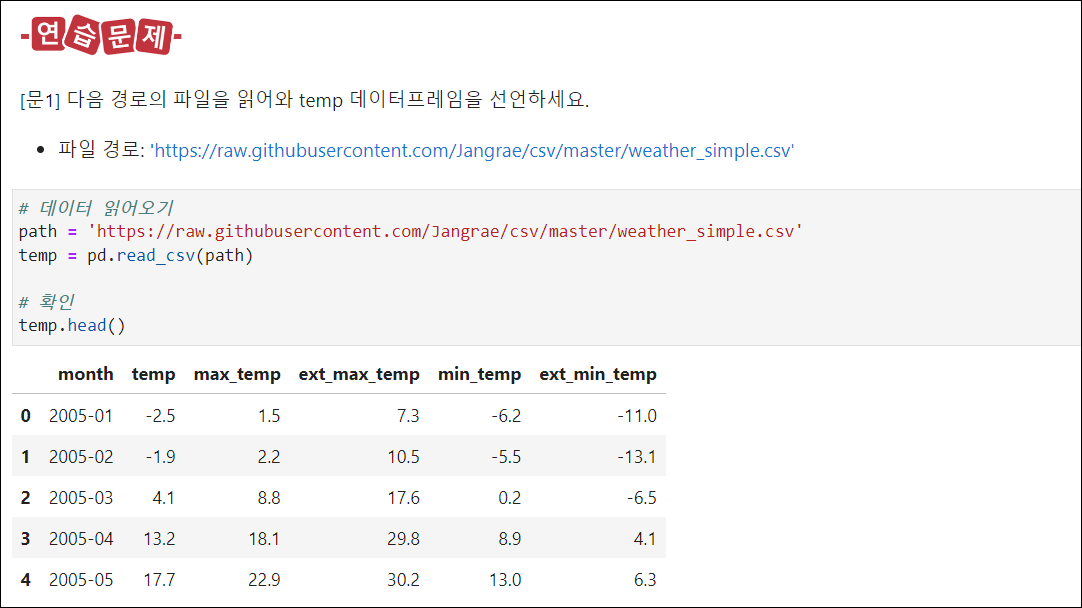 -연습문제-
[문1] 다음 경로의 파일을 읽어와 temp 데이터프레임을 선언하세요.
• 파일 경로: 'https://raw.githubusercontent.com/Jangrae/csv/master/weather_simple.csv'
# 데이터 읽어오기
path = 'https://raw.githubusercontent.com/Jangrae/csv/master/weather_simple.csv'
temp = pd.read_csv(path)
# 확인
temp.head()
month temp max_temp ext_max_temp min_temp ext_min_temp
0 2005-01 -2.5 1.5 7.3 -6.2 -11.0
1 2005-02 -1.9 2.2 10.5 -5.5 -13.1
2 2005-03 4.1 8.8 17.6 0.2 -6.5
3 2005-04 13.2 18.1 29.8 8.9 4.1
4 2005-05 17.7 22.9 30.2 13.0 6.3